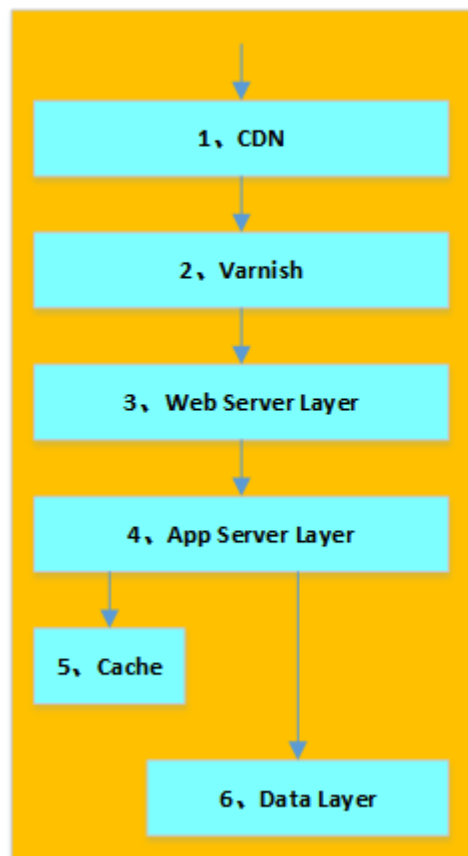 1、CDN
2、Varnish
3、Web Server Layer
4、App Server Layer
5、Cache
6、Data Layer